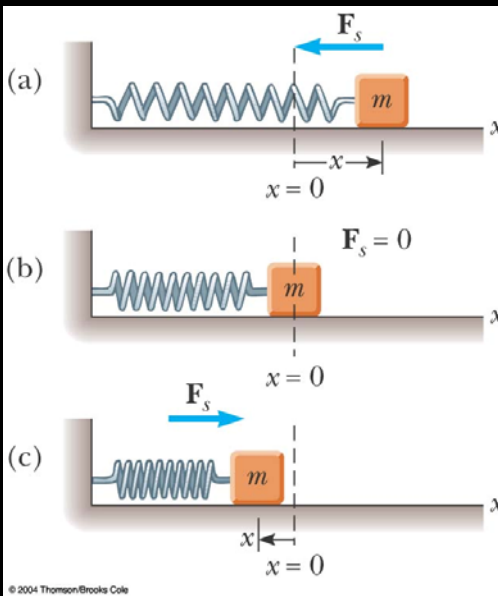 F_s
(a)
m
x
x
x = 0
F_s = 0
(b)
m
x
x = 0
F_s
(c)
m
x
x
x = 0
© 2004 Thomson/Brooks Cole